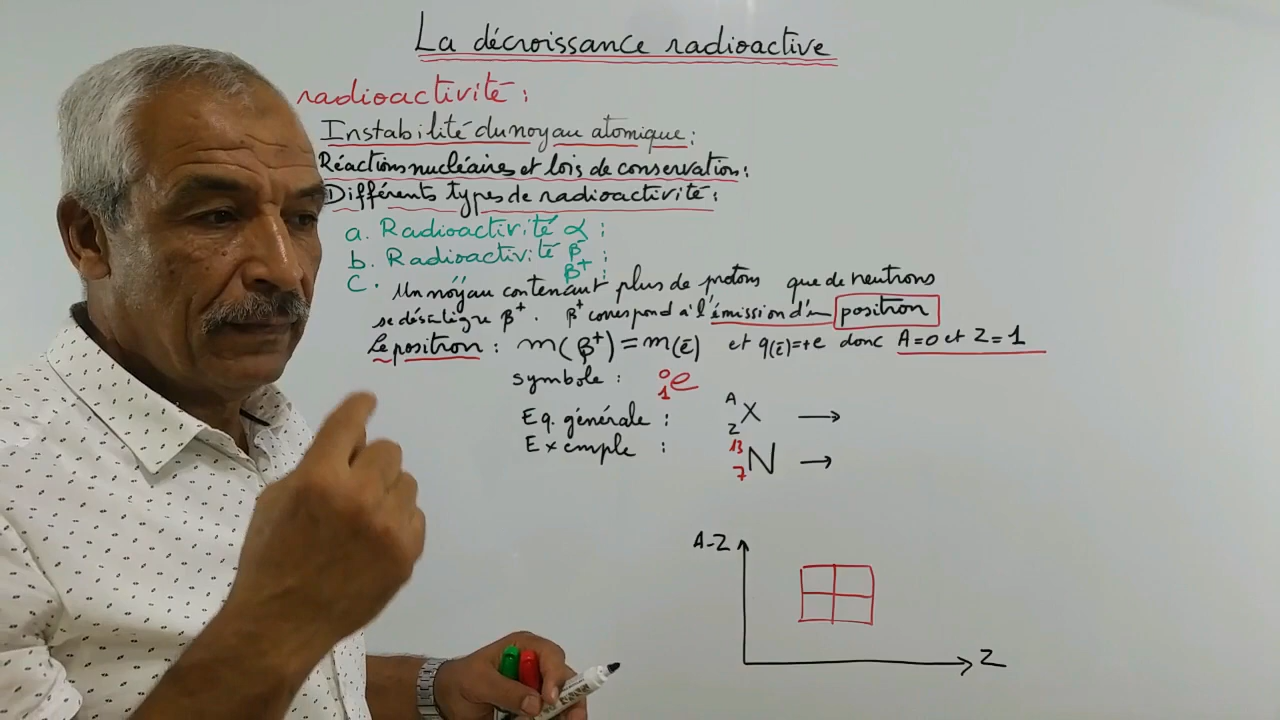 La décroissance radioactive
radioactivité :
Instabilité du noyau atomique :
Réactions nucléaires et lois de conservation :
Différents types de radioactivité :
a. Radioactivité α :
b. Radioactivité β⁻ :
c. β⁺ :
Un noyau contenant plus de protons que de neutrons
se désintègre β⁺. β⁺ correspond à l'émission d'un position
Le position : m(β⁺) = m(ē) et q(ē)=+e donc A=0 et Z=1
symbole : ⁰₁e
Eq. générale : ᴬ_Z X →
Exemple : ¹³₇N →
A-Z
Z